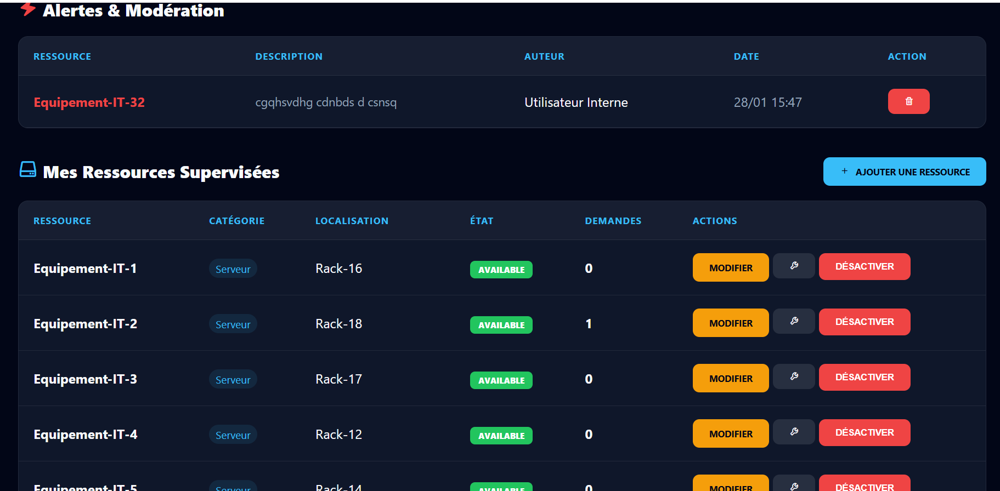 Alertes & Modération
RESSOURCE DESCRIPTION AUTEUR DATE ACTION
Equipement-IT-32 cgqhsvdhg cdnbds d csnsq Utilisateur Interne 28/01 15:47
Mes Ressources Supervisées
+ AJOUTER UNE RESSOURCE
RESSOURCE CATÉGORIE LOCALISATION ÉTAT DEMANDES ACTIONS
Equipement-IT-1 Serveur Rack-16 AVAILABLE 0 MODIFIER DÉSACTIVER
Equipement-IT-2 Serveur Rack-18 AVAILABLE 1 MODIFIER DÉSACTIVER
Equipement-IT-3 Serveur Rack-17 AVAILABLE 0 MODIFIER DÉSACTIVER
Equipement-IT-4 Serveur Rack-12 AVAILABLE 0 MODIFIER DÉSACTIVER
Equipement-IT-5 Serveur Rack-14 AVAILABLE 0 MODIFIER DÉSACTIVER